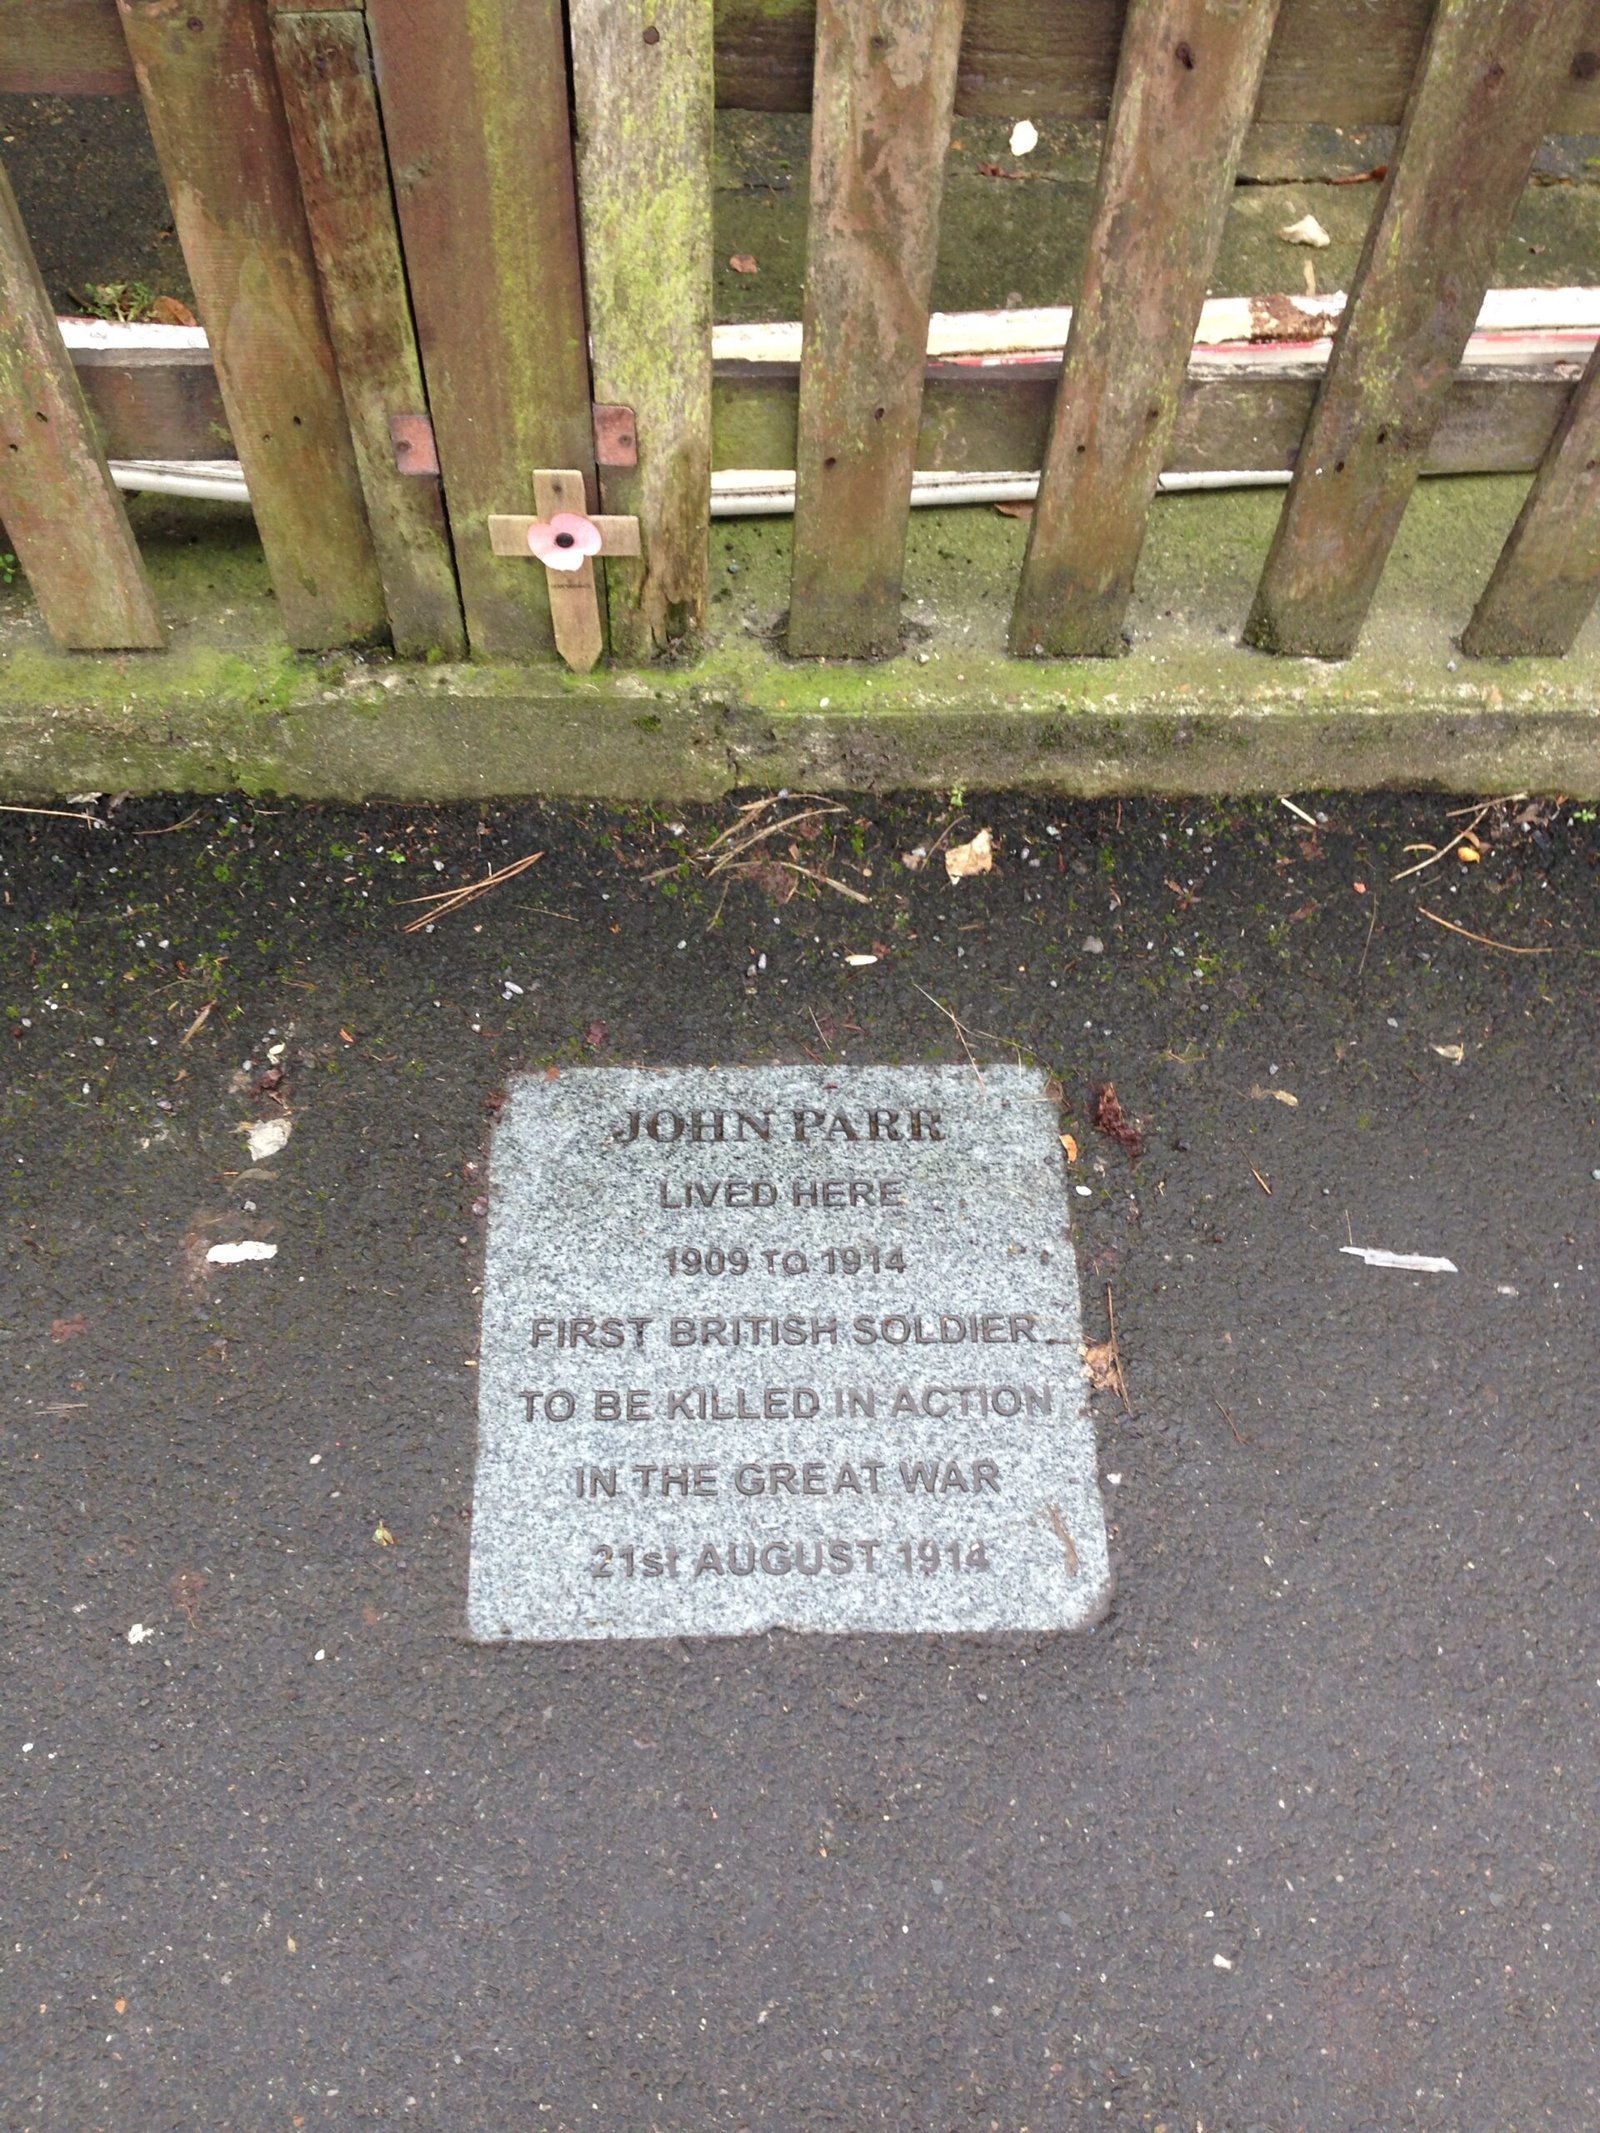 JOHN PARR
LIVED HERE
1909 TO 1914
FIRST BRITISH SOLDIER
TO BE KILLED IN ACTION
IN THE GREAT WAR
21st AUGUST 1914